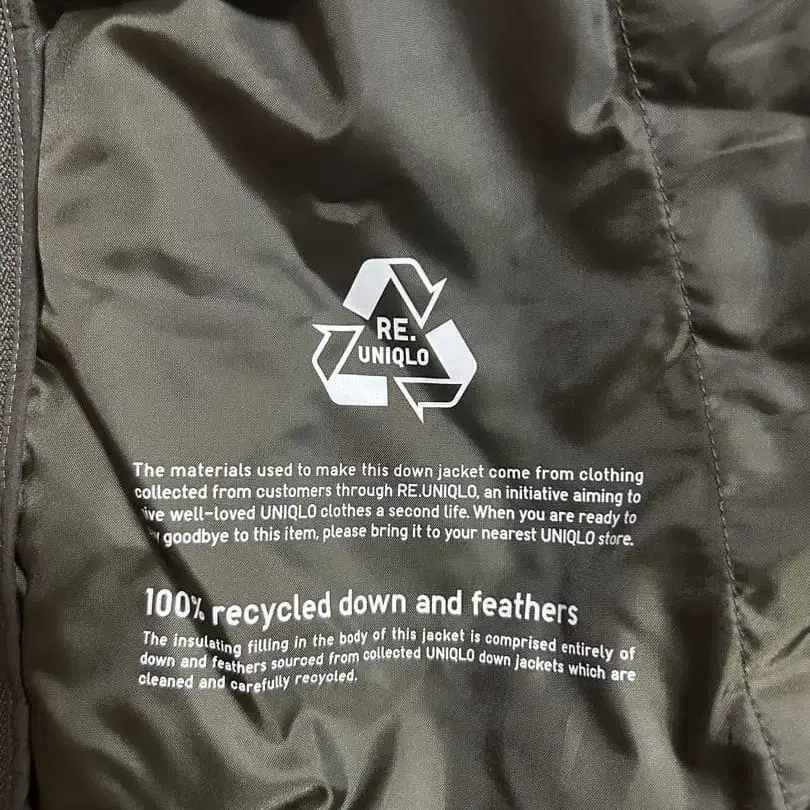 RE.
UNIQLO
The materials used to make this down jacket come from clothing
collected from customers through RE.UNIQLO, an initiative aiming to
well-loved UNIQLO clothes a second life. When you are ready to
goodbye to this item, please bring it to your nearest UNIQLO store.
100% recycled down and feathers
The insulating filling in the body of this jacket is comprised entirely of
down and feathers sourced from collected UNIQLO down jackets which are
cleaned and carefully recycled.